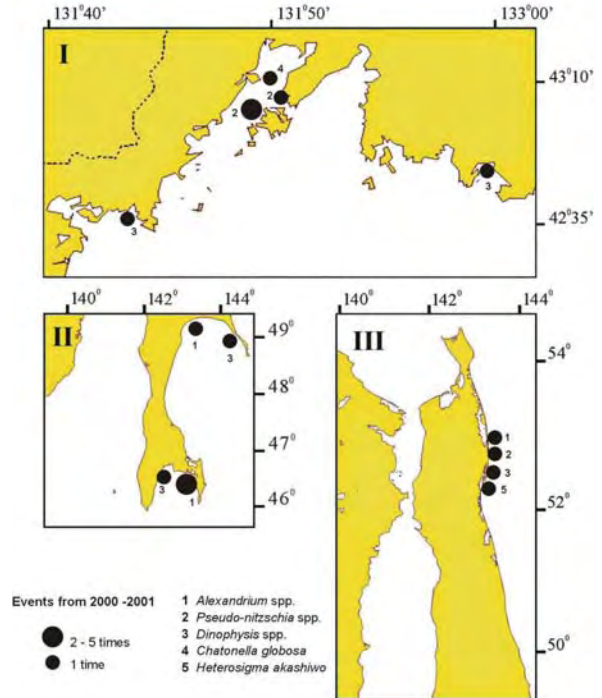 131°40' 131°50' 133°00'
I
4
2
2
3
3
43°10'
42°35'
140° 142° 144°
II
1
3
3
1
49°
48°
47°
46°
140° 142° 144°
III
1
2
3
5
54°
52°
50°
Events from 2000 -2001
2 - 5 times
1 time
1 Alexandrium spp.
2 Pseudo-nitzschia spp.
3 Dinophysis spp.
4 Chatonella globosa
5 Heterosigma akashiwo